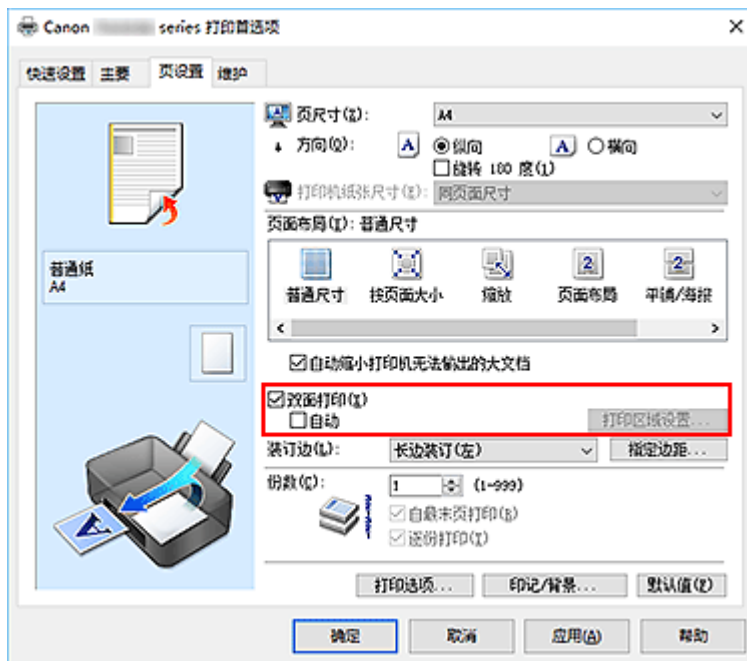 Canon series 打印首选项
快速设置 主要 页设置 维护
页尺寸(Z): A4
方向(O): A 纵向 A 横向
旋转 180 度(1)
打印机纸张尺寸(E): 同页面尺寸
页面布局(I): 普通尺寸
普通尺寸 按页面大小 缩放 页面布局 平铺/海报
自动缩小打印机无法输出的大文档
普通纸
A4
双面打印(X)
自动 打印区域设置...
装订边(L): 长边装订(左) 指定边距...
份数(C): 1 (1-999)
自最末页打印(R)
逐份打印(T)
打印选项... 印记/背景... 默认值(F)
确定 取消 应用(A) 帮助